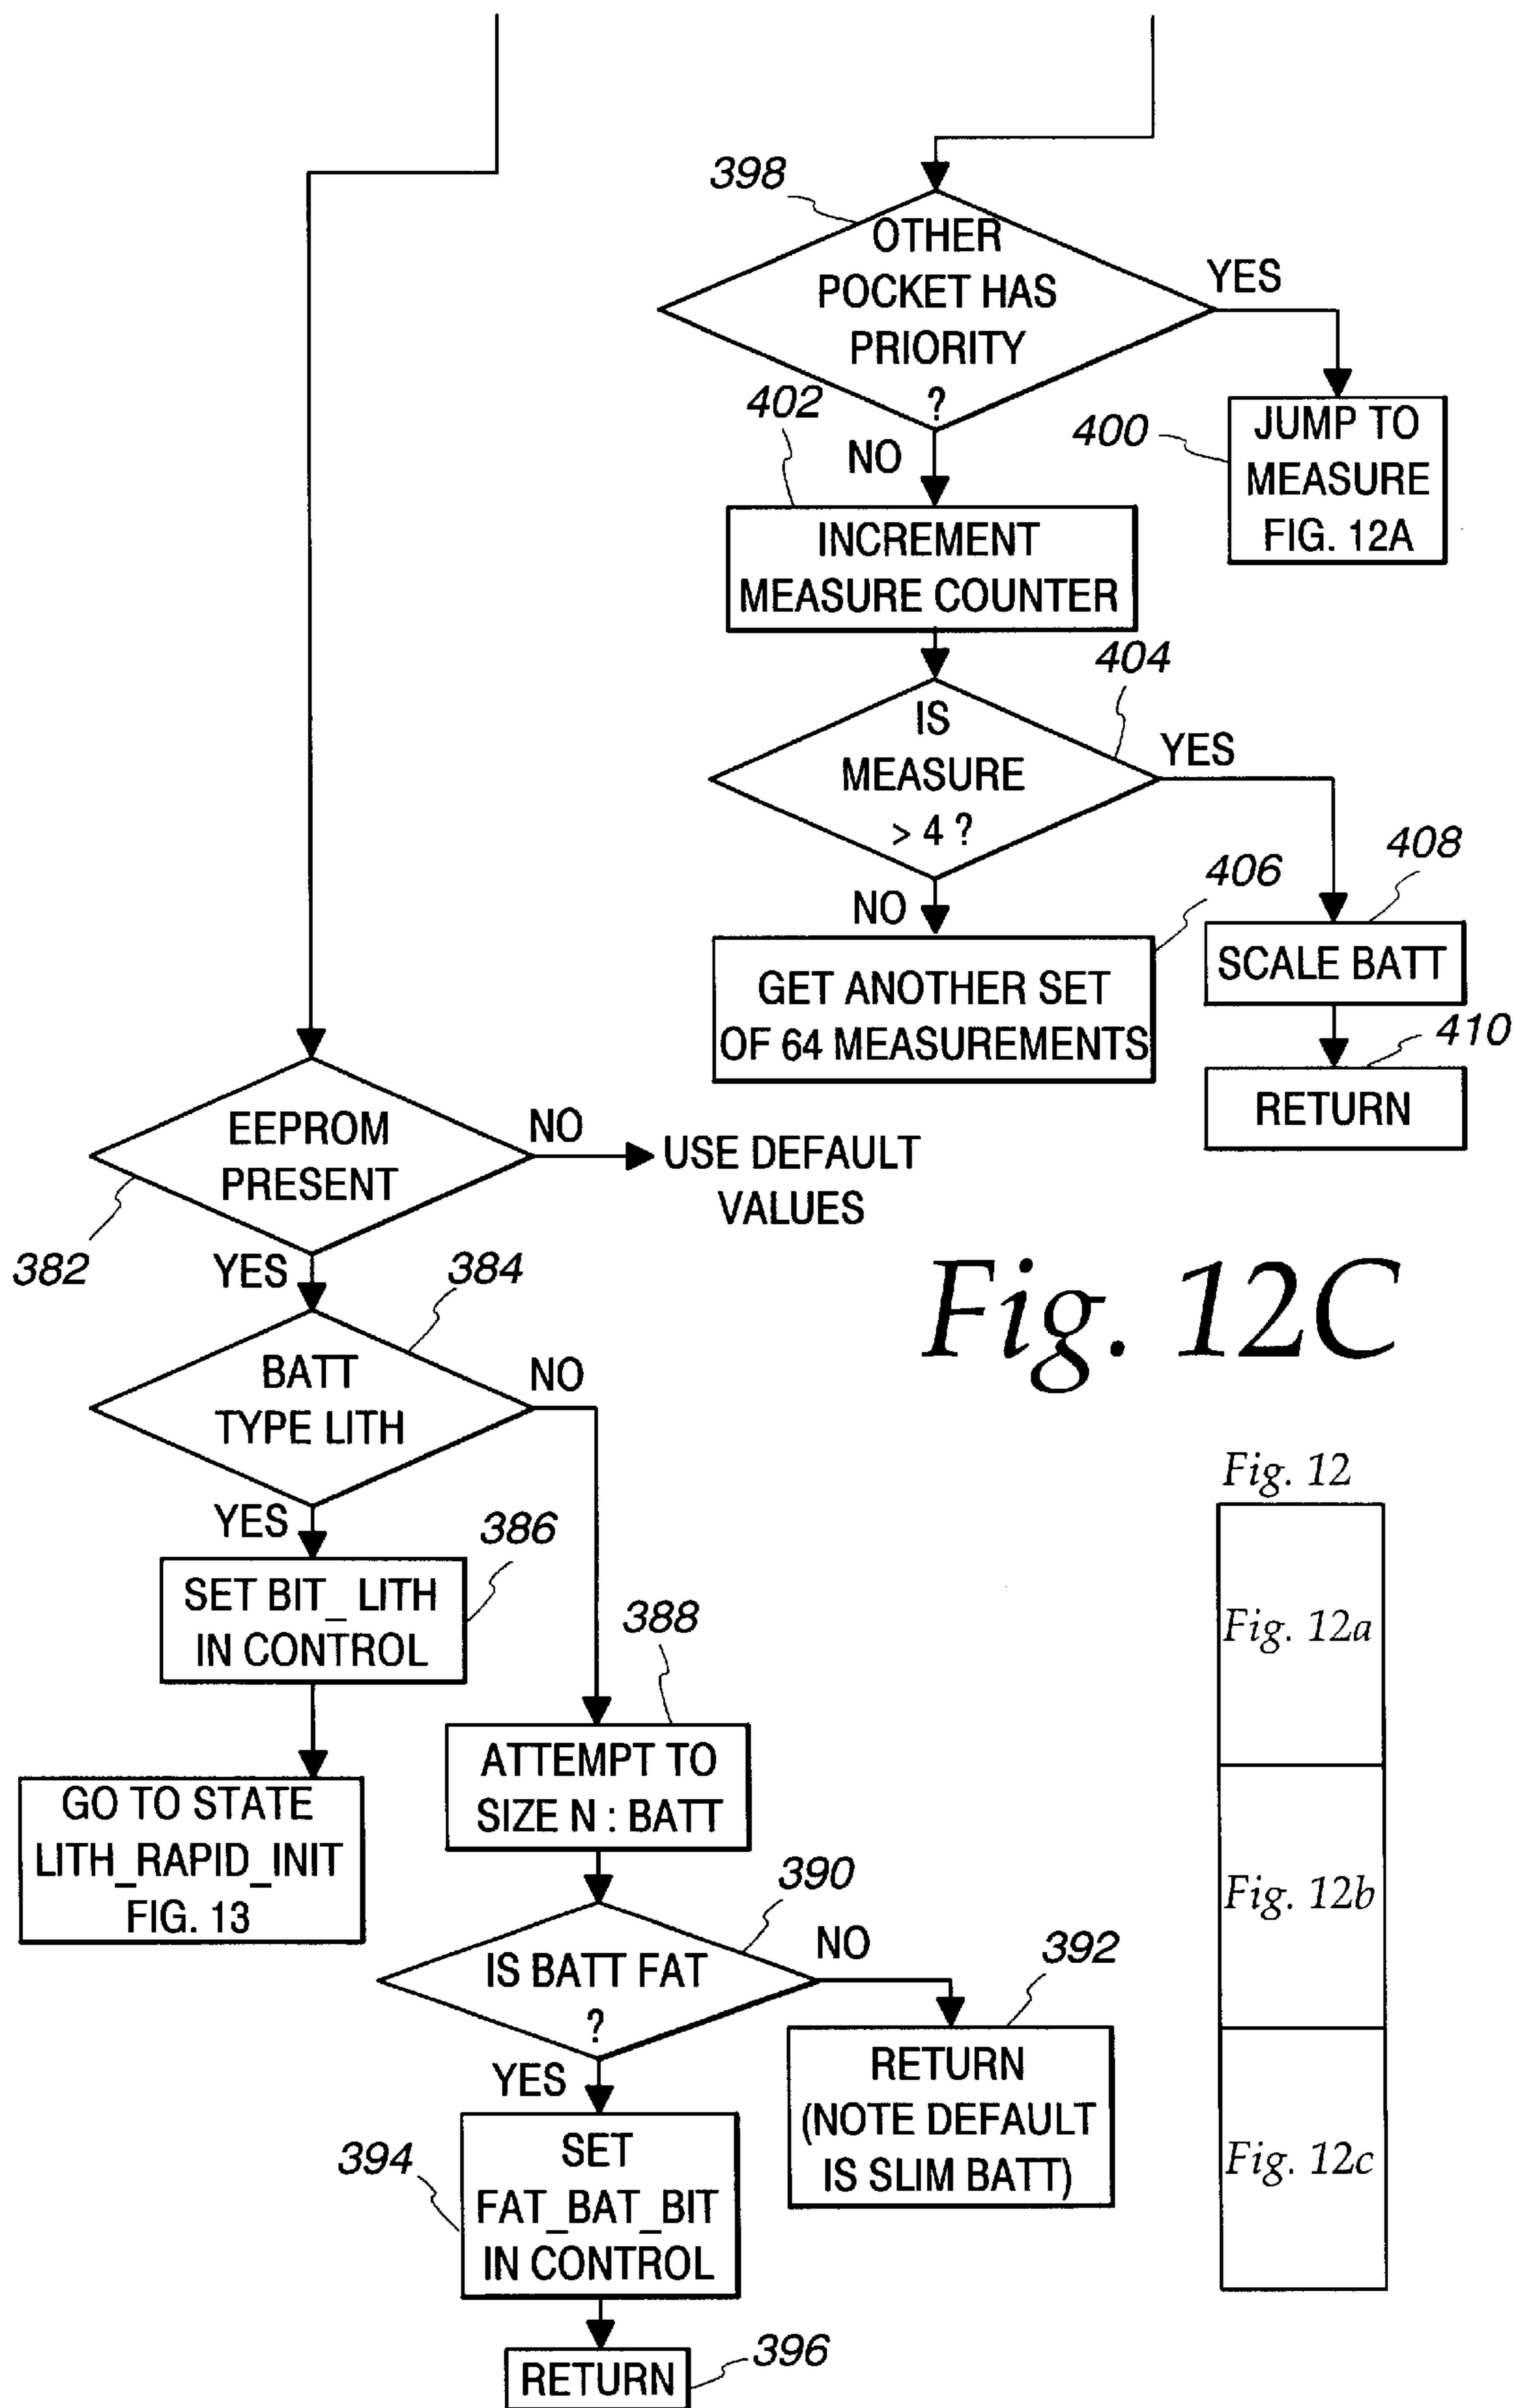 398
OTHER
POCKET HAS
PRIORITY
?
YES
400
JUMP TO
MEASURE
FIG. 12A
NO
402
INCREMENT
MEASURE COUNTER
404
IS
MEASURE
> 4 ?
YES
408
SCALE BATT
410
RETURN
NO
406
GET ANOTHER SET
OF 64 MEASUREMENTS
EEPROM
PRESENT
382
NO
USE DEFAULT
VALUES
YES
384
BATT
TYPE LITH
NO
YES
386
SET BIT_ LITH
IN CONTROL
GO TO STATE
LITH_RAPID_INIT
FIG. 13
388
ATTEMPT TO
SIZE N : BATT
390
IS BATT FAT
?
NO
392
RETURN
(NOTE DEFAULT
IS SLIM BATT)
YES
394
SET
FAT_BAT_BIT
IN CONTROL
RETURN
396
Fig. 12C
Fig. 12
Fig. 12a
Fig. 12b
Fig. 12c